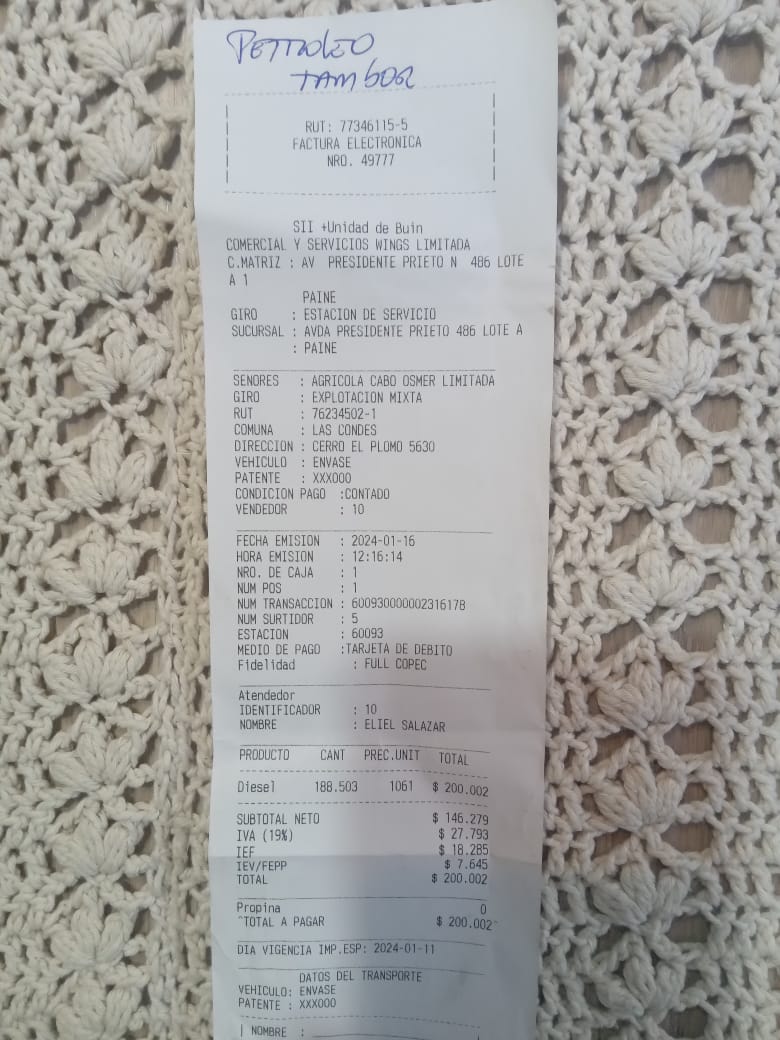 PETROLEO
TAMBOR
RUT: 77346115-5
FACTURA ELECTRONICA
NRO. 49777
SII +Unidad de Buin
COMERCIAL Y SERVICIOS WINGS LIMITADA
C.MATRIZ : AV PRESIDENTE PRIETO N 486 LOTE
A 1
PAINE
GIRO : ESTACION DE SERVICIO
SUCURSAL : AVDA PRESIDENTE PRIETO 486 LOTE A
: PAINE
SENORES : AGRICOLA CABO OSMER LIMITADA
GIRO : EXPLOTACION MIXTA
RUT : 76234502-1
COMUNA : LAS CONDES
DIRECCION : CERRO EL PLOMO 5630
VEHICULO : ENVASE
PATENTE : XXX000
CONDICION PAGO :CONTADO
VENDEDOR : 10
FECHA EMISION : 2024-01-16
HORA EMISION : 12:16:14
NRO. DE CAJA : 1
NUM POS : 1
NUM TRANSACCION : 600930000002316178
NUM SURTIDOR : 5
ESTACION : 60093
MEDIO DE PAGO :TARJETA DE DEBITO
Fidelidad : FULL COPEC
Atendedor
IDENTIFICADOR : 10
NOMBRE : ELIEL SALAZAR
PRODUCTO CANT PREC.UNIT TOTAL
Diesel 188.503 1061 $ 200.002
SUBTOTAL NETO $ 146.279
IVA (19%) $ 27.793
IEF $ 18.285
IEV/FEPP $ 7.645
TOTAL $ 200.002
Propina 0
^TOTAL A PAGAR $ 200.002^
DIA VIGENCIA IMP.ESP: 2024-01-11
DATOS DEL TRANSPORTE
VEHICULO: ENVASE
PATENTE : XXX000
| NOMBRE :